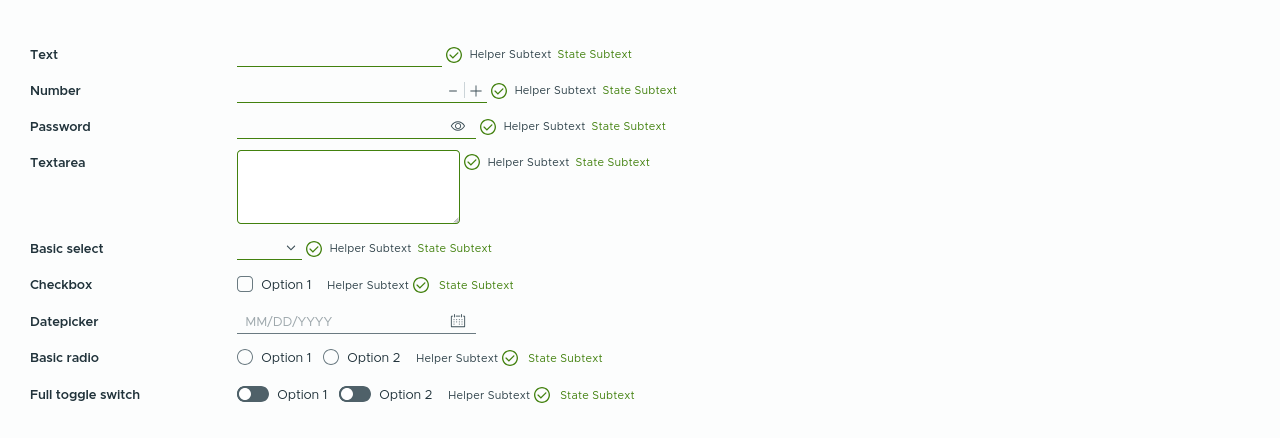 Text Helper Subtext State Subtext
Number Helper Subtext State Subtext
Password Helper Subtext State Subtext
Textarea Helper Subtext State Subtext
Basic select Helper Subtext State Subtext
Checkbox Option 1 Helper Subtext State Subtext
Datepicker MM/DD/YYYY
Basic radio Option 1 Option 2 Helper Subtext State Subtext
Full toggle switch Option 1 Option 2 Helper Subtext State Subtext